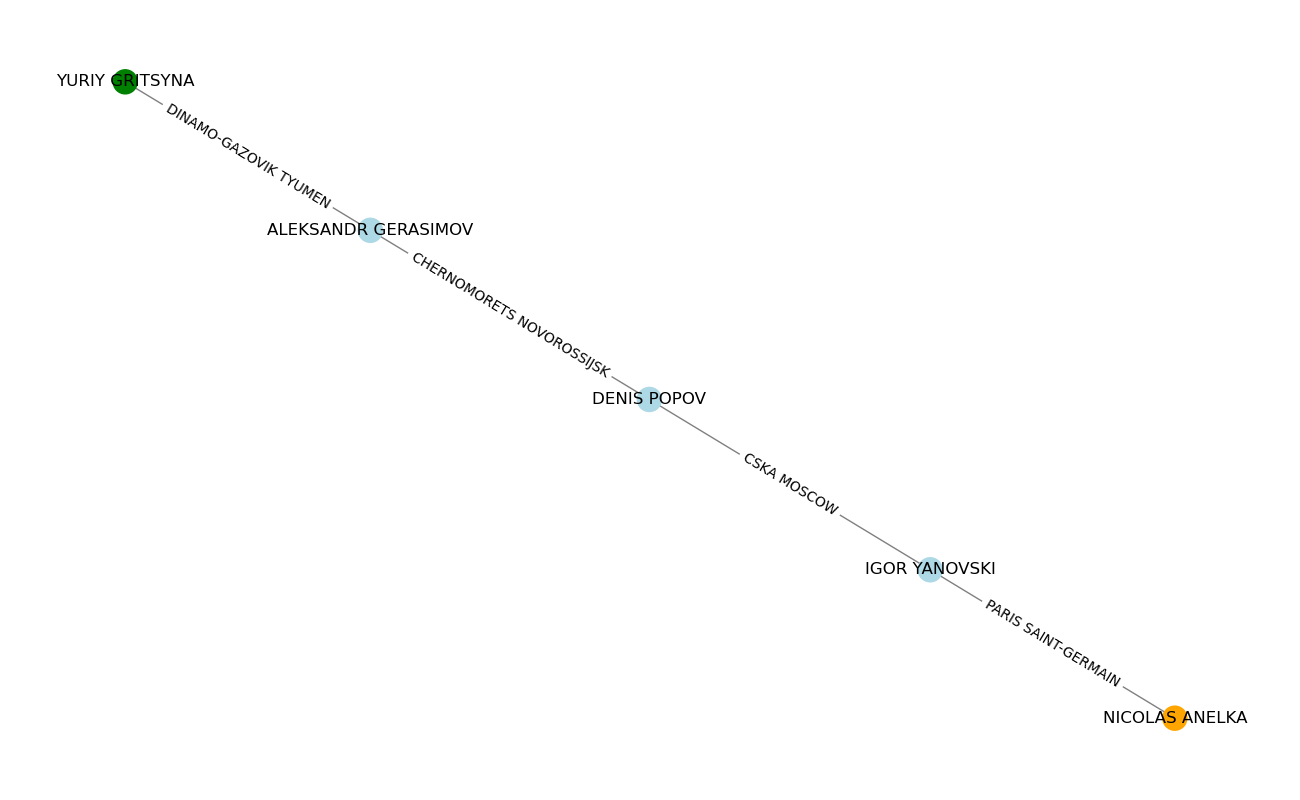 YURIY GRITSYNA
DINAMO-GAZOVIK TYUMEN
ALEKSANDR GERASIMOV
CHERNOMORETS NOVOROSSIJSK
DENIS POPOV
CSKA MOSCOW
IGOR YANOVSKI
PARIS SAINT-GERMAIN
NICOLAS ANELKA